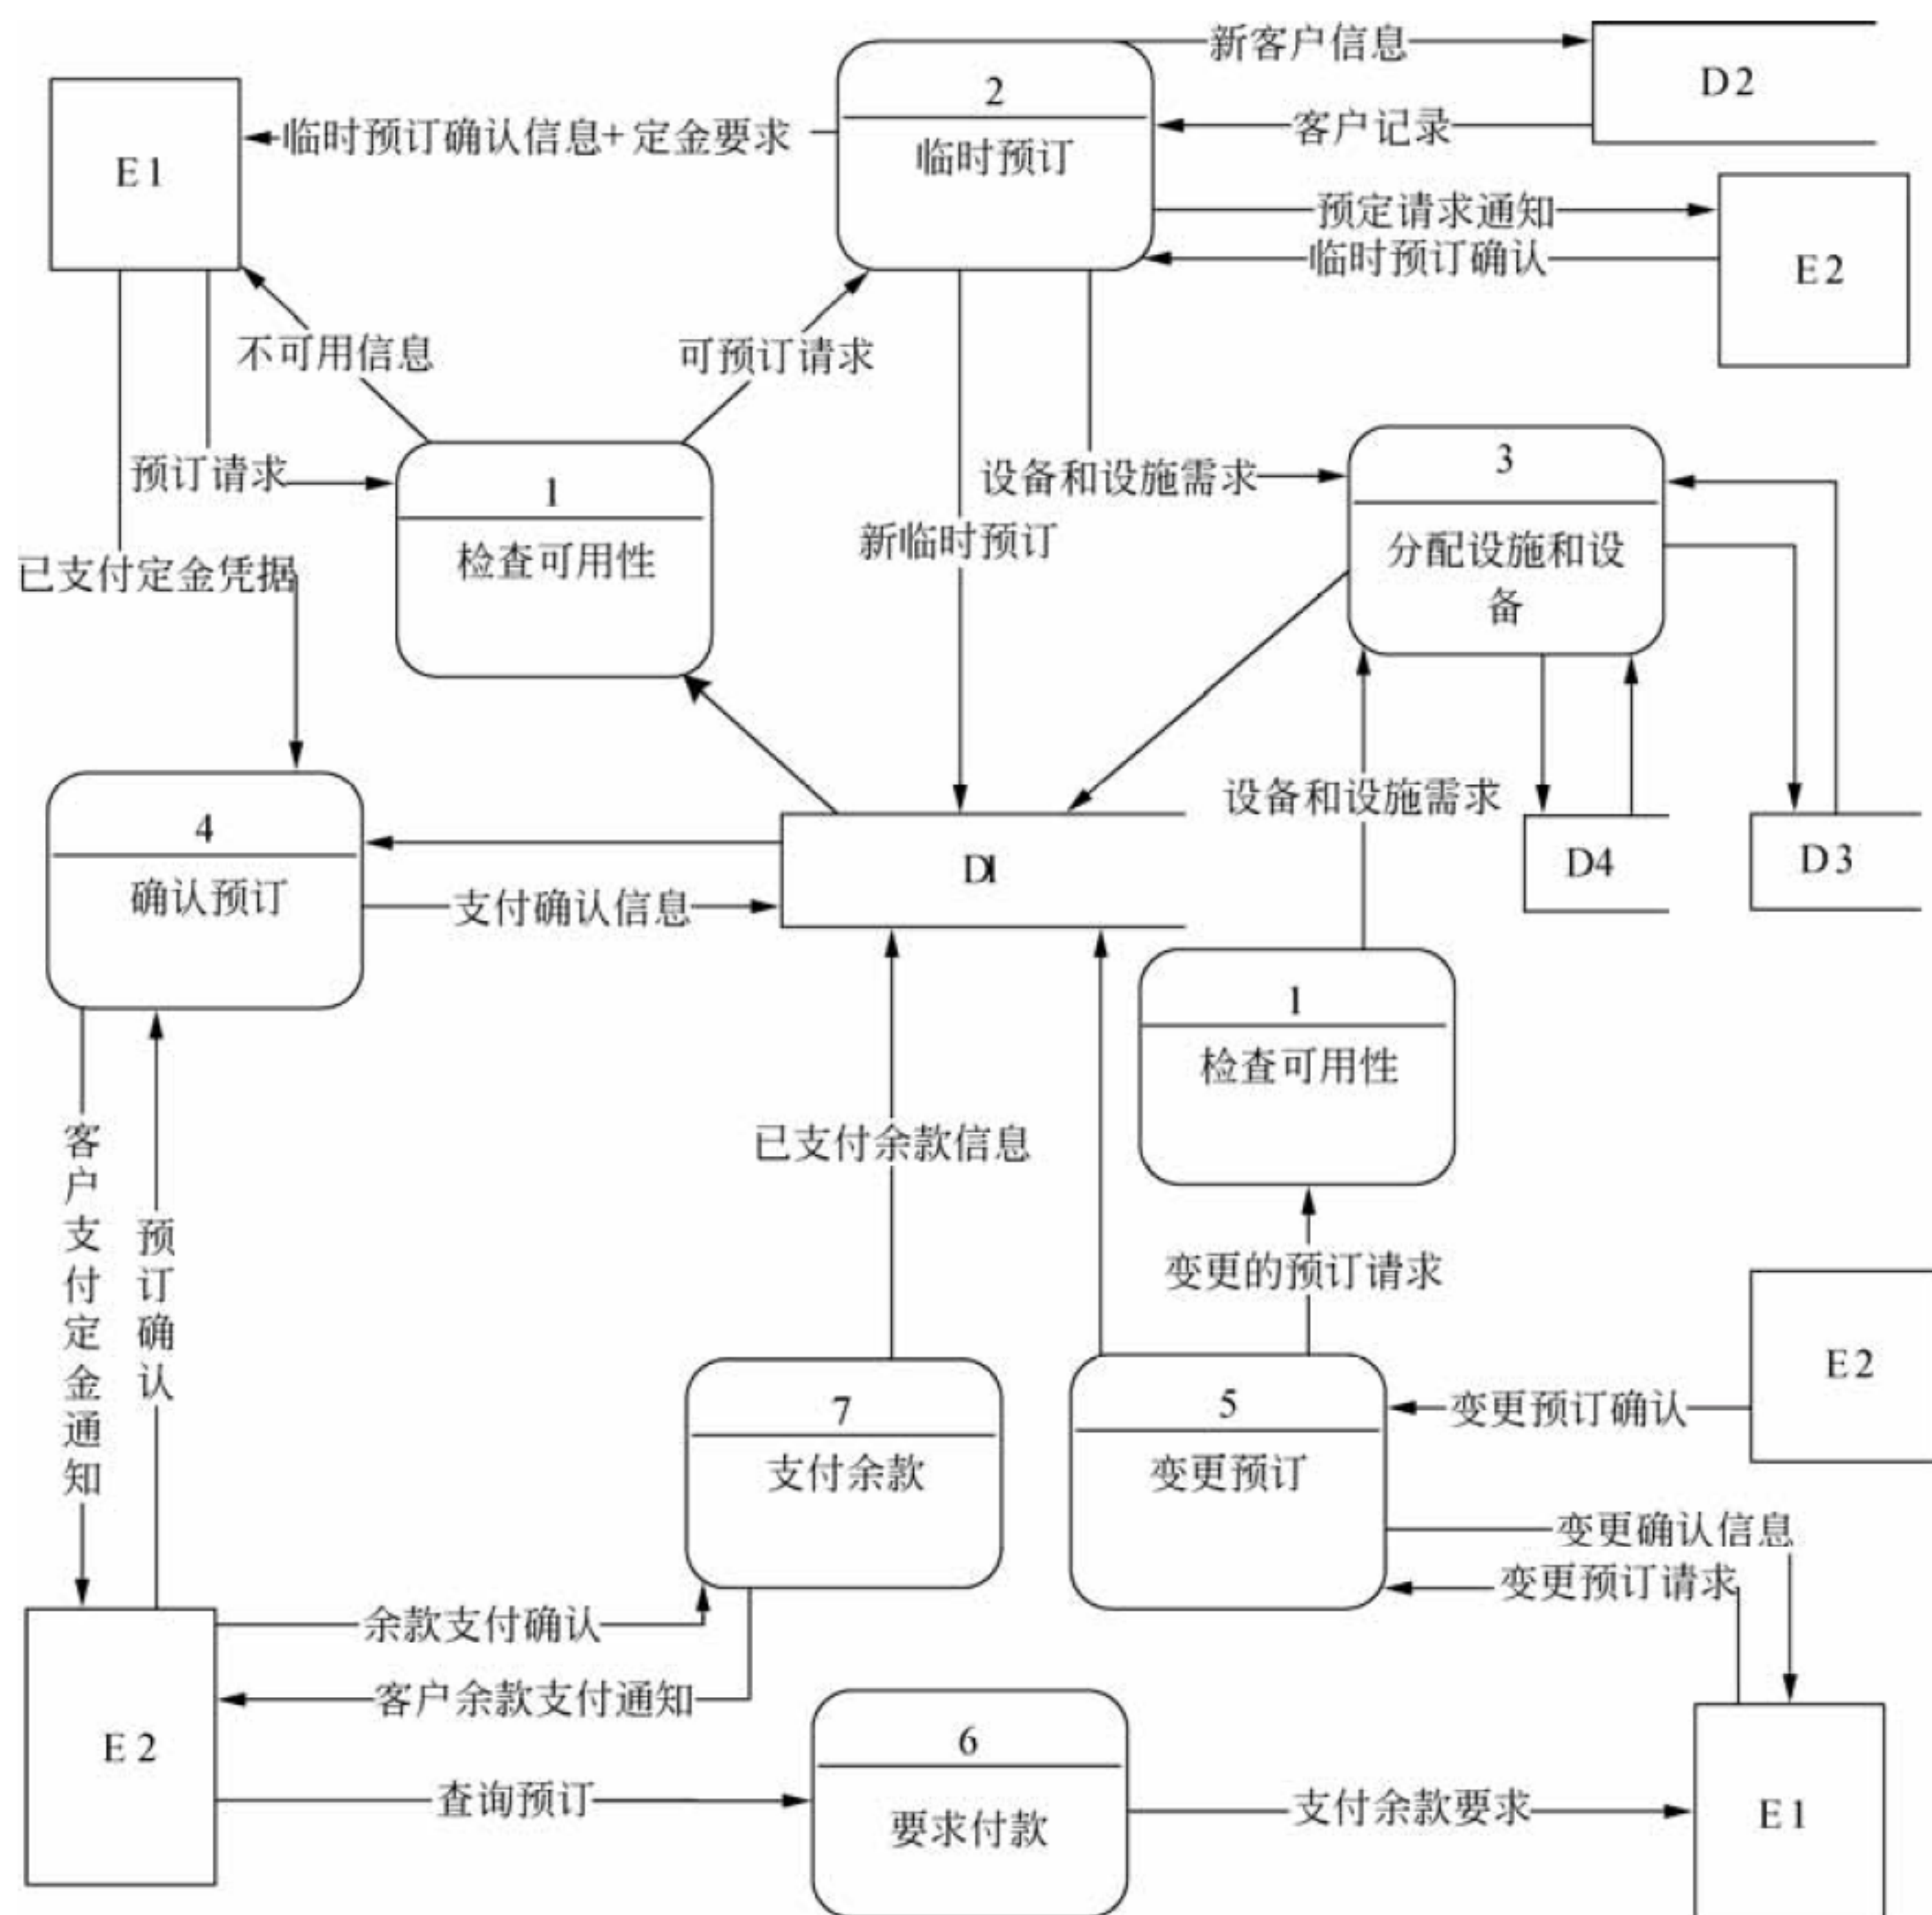 新客户信息
D2
2
临时预订
E1
临时预订确认信息+定金要求
客户记录
预定请求通知
临时预订确认
E2
不可用信息
可预订请求
预订请求
1
检查可用性
设备和设施需求
3
分配设施和设
备
新临时预订
已支付定金凭据
设备和设施需求
4
确认预订
D1
D4
D3
支付确认信息
1
检查可用性
已支付余款信息
客户支付定金通知
预订确认
变更的预订请求
E2
7
支付余款
5
变更预订
变更预订确认
变更确认信息
变更预订请求
余款支付确认
客户余款支付通知
E2
6
要求付款
查询预订
支付余款要求
E1